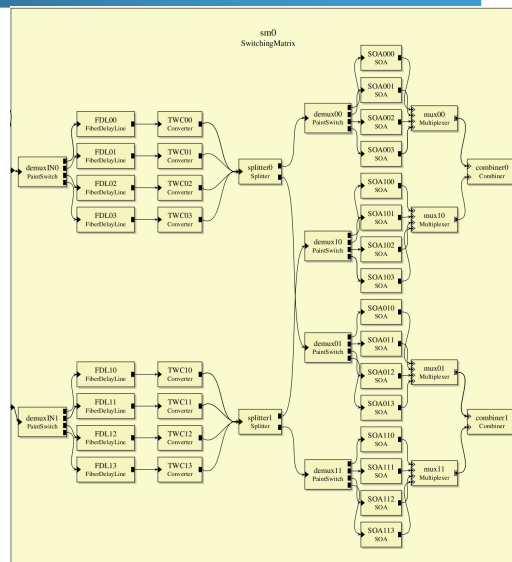 sm0
SwitchingMatrix
demuxIN0
PaintSwitch
FDL00
FiberDelayLine
TWC00
Converter
FDL01
FiberDelayLine
TWC01
Converter
FDL02
FiberDelayLine
TWC02
Converter
FDL03
FiberDelayLine
TWC03
Converter
splitter0
Splitter
demux00
PaintSwitch
SOA000
SOA
SOA001
SOA
SOA002
SOA
SOA003
SOA
mux00
Multiplexer
combiner0
Combiner
demux10
PaintSwitch
SOA100
SOA
SOA101
SOA
SOA102
SOA
SOA103
SOA
mux10
Multiplexer
demux01
PaintSwitch
SOA010
SOA
SOA011
SOA
SOA012
SOA
SOA013
SOA
mux01
Multiplexer
combiner1
Combiner
demuxIN1
PaintSwitch
FDL10
FiberDelayLine
TWC10
Converter
FDL11
FiberDelayLine
TWC11
Converter
FDL12
FiberDelayLine
TWC12
Converter
FDL13
FiberDelayLine
TWC13
Converter
splitter1
Splitter
demux11
PaintSwitch
SOA110
SOA
SOA111
SOA
SOA112
SOA
SOA113
SOA
mux11
Multiplexer